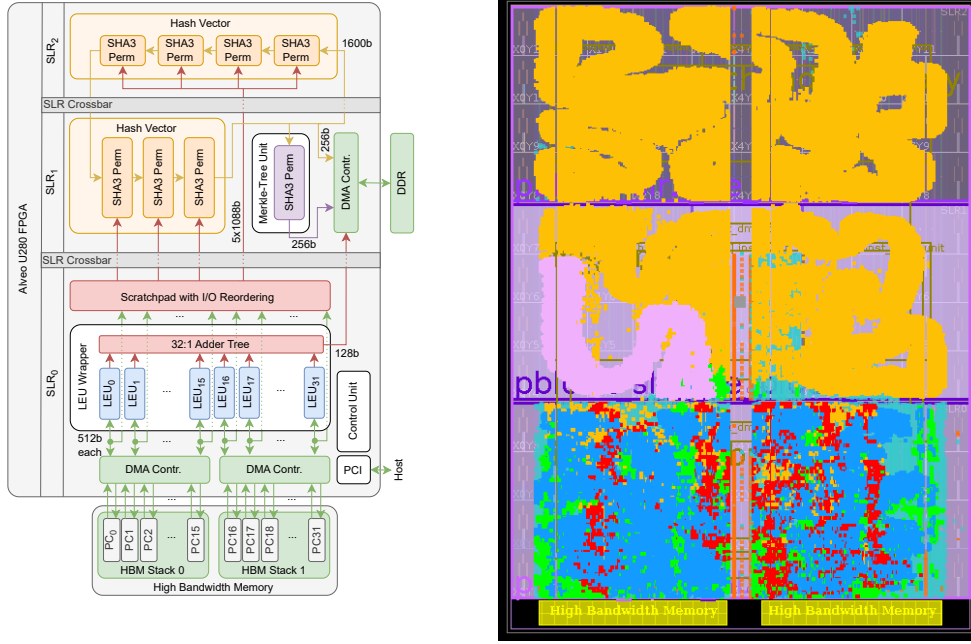 Alveo U280 FPGA
SLR₂
Hash Vector
SHA3 Perm
SHA3 Perm
SHA3 Perm
SHA3 Perm
1600b
SLR Crossbar
SLR₁
Hash Vector
SHA3 Perm
SHA3 Perm
SHA3 Perm
5x1088b
Merkle-Tree Unit
SHA3 Perm
256b
256b
DMA Contr.
DDR
SLR Crossbar
SLR₀
Scratchpad with I/O Reordering
...
...
LEU Wrapper
32:1 Adder Tree
128b
LEU₀
LEU₁
...
LEU₁₅
LEU₁₆
LEU₁₇
...
LEU₃₁
Control Unit
512b
each
...
...
DMA Contr.
DMA Contr.
PCI
Host
...
...
PC₀
PC1
PC2
...
PC15
PC16
PC17
PC18
...
PC31
HBM Stack 0
HBM Stack 1
High Bandwidth Memory
High Bandwidth Memory
High Bandwidth Memory